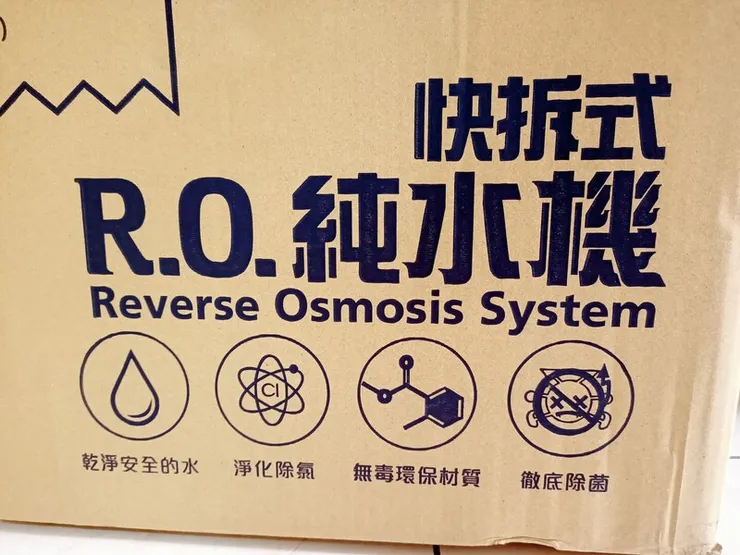 )
快拆式
R.O.純水機
Reverse Osmosis System
Cl
乾淨安全的水
淨化除氯
無毒環保材質
徹底除菌